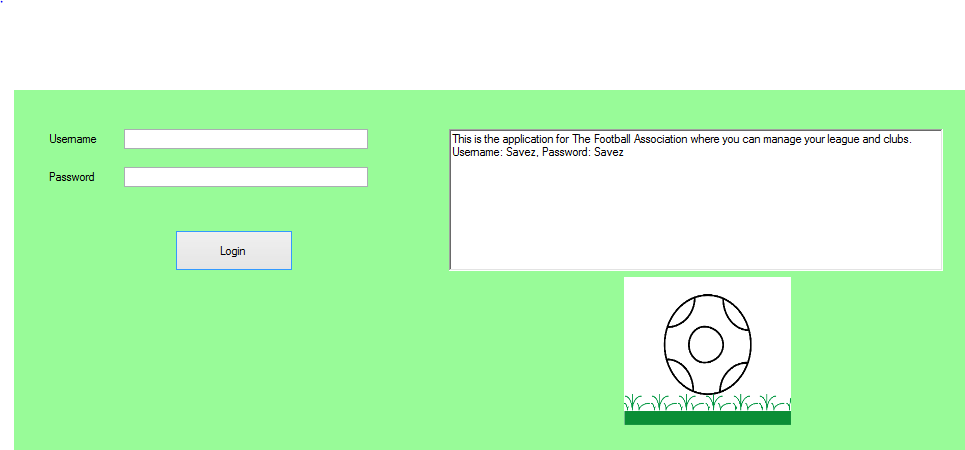 Username
Password
Login
This is the application for The Football Association where you can manage your league and clubs.
Username: Savez, Password: Savez